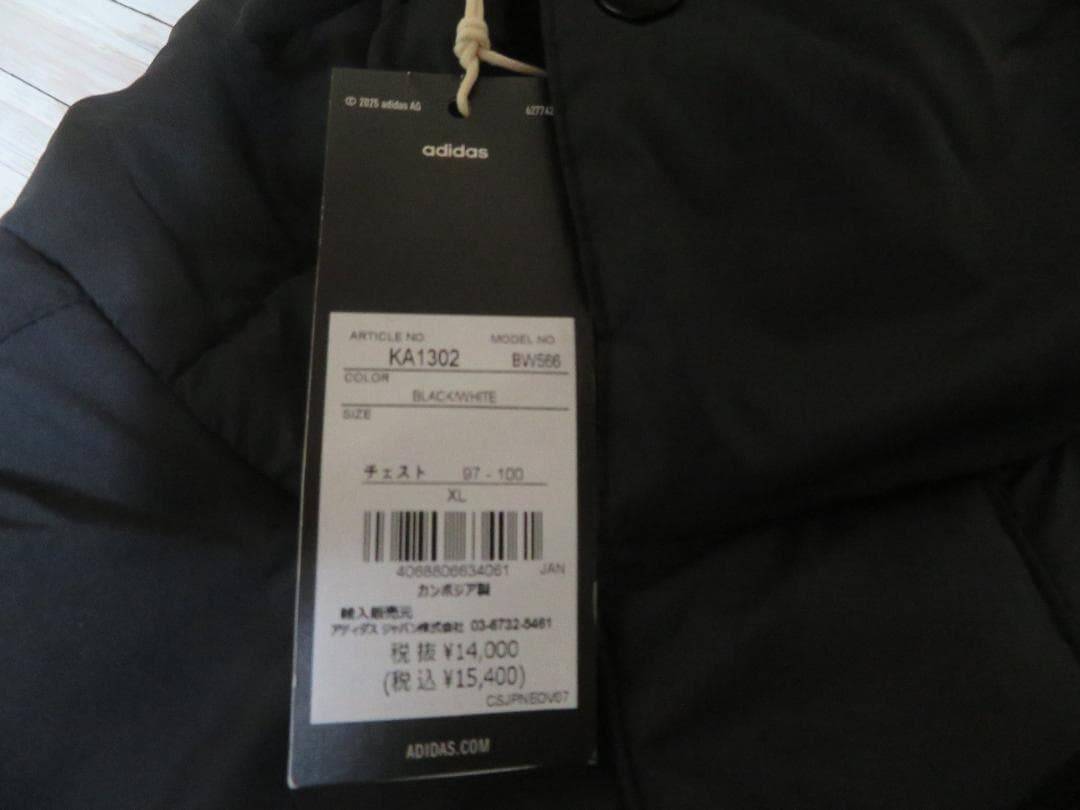 © 2025 adidas AG
627742
adidas
ARTICLE NO. MODEL NO
KA1302 BW566
COLOR
BLACK/WHITE
SIZE
チェスト 97 - 100
XL
4068806634061 JAN
カンボジア製
輸入販売元
アディダス ジャパン株式会社 03-6732-5461
税抜 ¥14,000
(税込 ¥15,400)
CSJPNEDV07
ADIDAS.COM